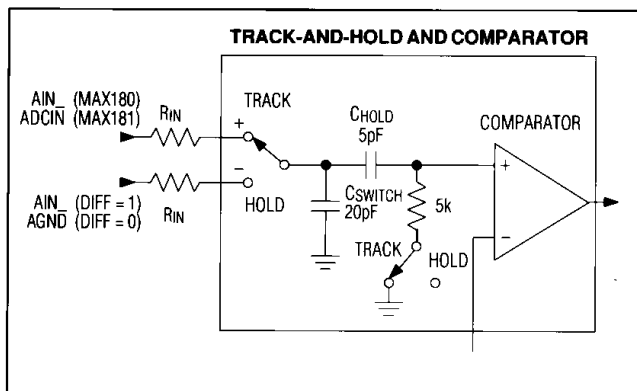 TRACK-AND-HOLD AND COMPARATOR
AIN_ (MAX180)
ADCIN (MAX181)
RIN
+
TRACK
CHOLD
5pF
COMPARATOR
+
−
HOLD
AIN_ (DIFF = 1)
AGND (DIFF = 0)
RIN
CSWITCH
20pF
5k
−
TRACK
HOLD